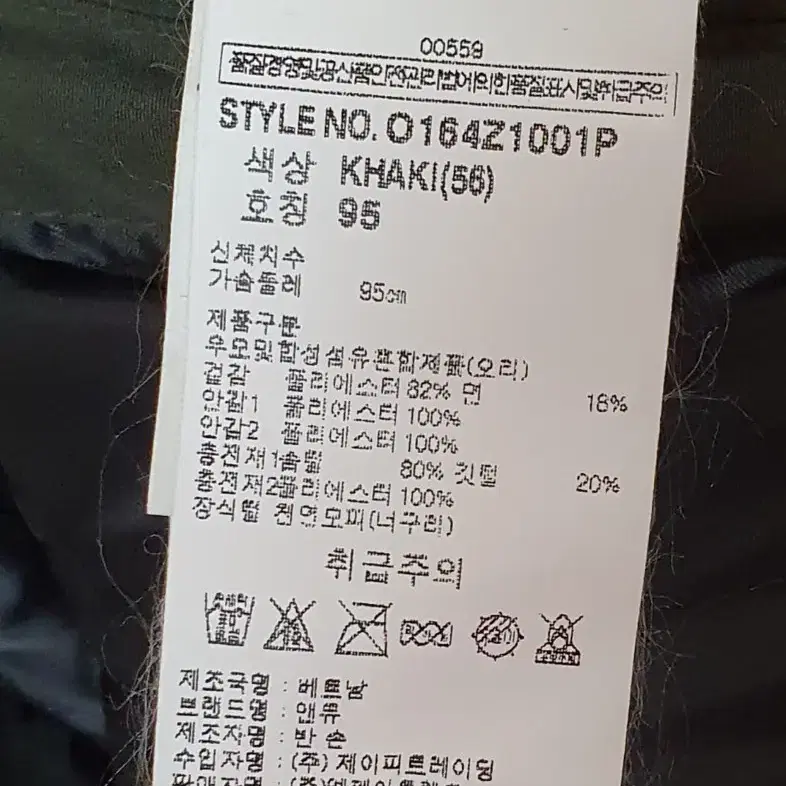 00559
품질경영및공산품안전관리법에의한품질표시및취급주의
STYLE NO. O164Z1001P
색상 KHAKI(56)
호칭 95
신체치수
가슴둘레 95cm
제품구분
우모및합성섬유혼합제품(오리)
겉감 폴리에스터 82% 면 18%
안감1 폴리에스터 100%
안감2 폴리에스터 100%
충전재1솜털 80% 깃털 20%
충전재2폴리에스터 100%
장식털 천연모피(너구리)
취급주의
제조국명 : 베트남
브랜드명 : 앤듀
제조자명 : 반 손
수입자명 : (주) 제이피트레이딩
판매자명 : (주)